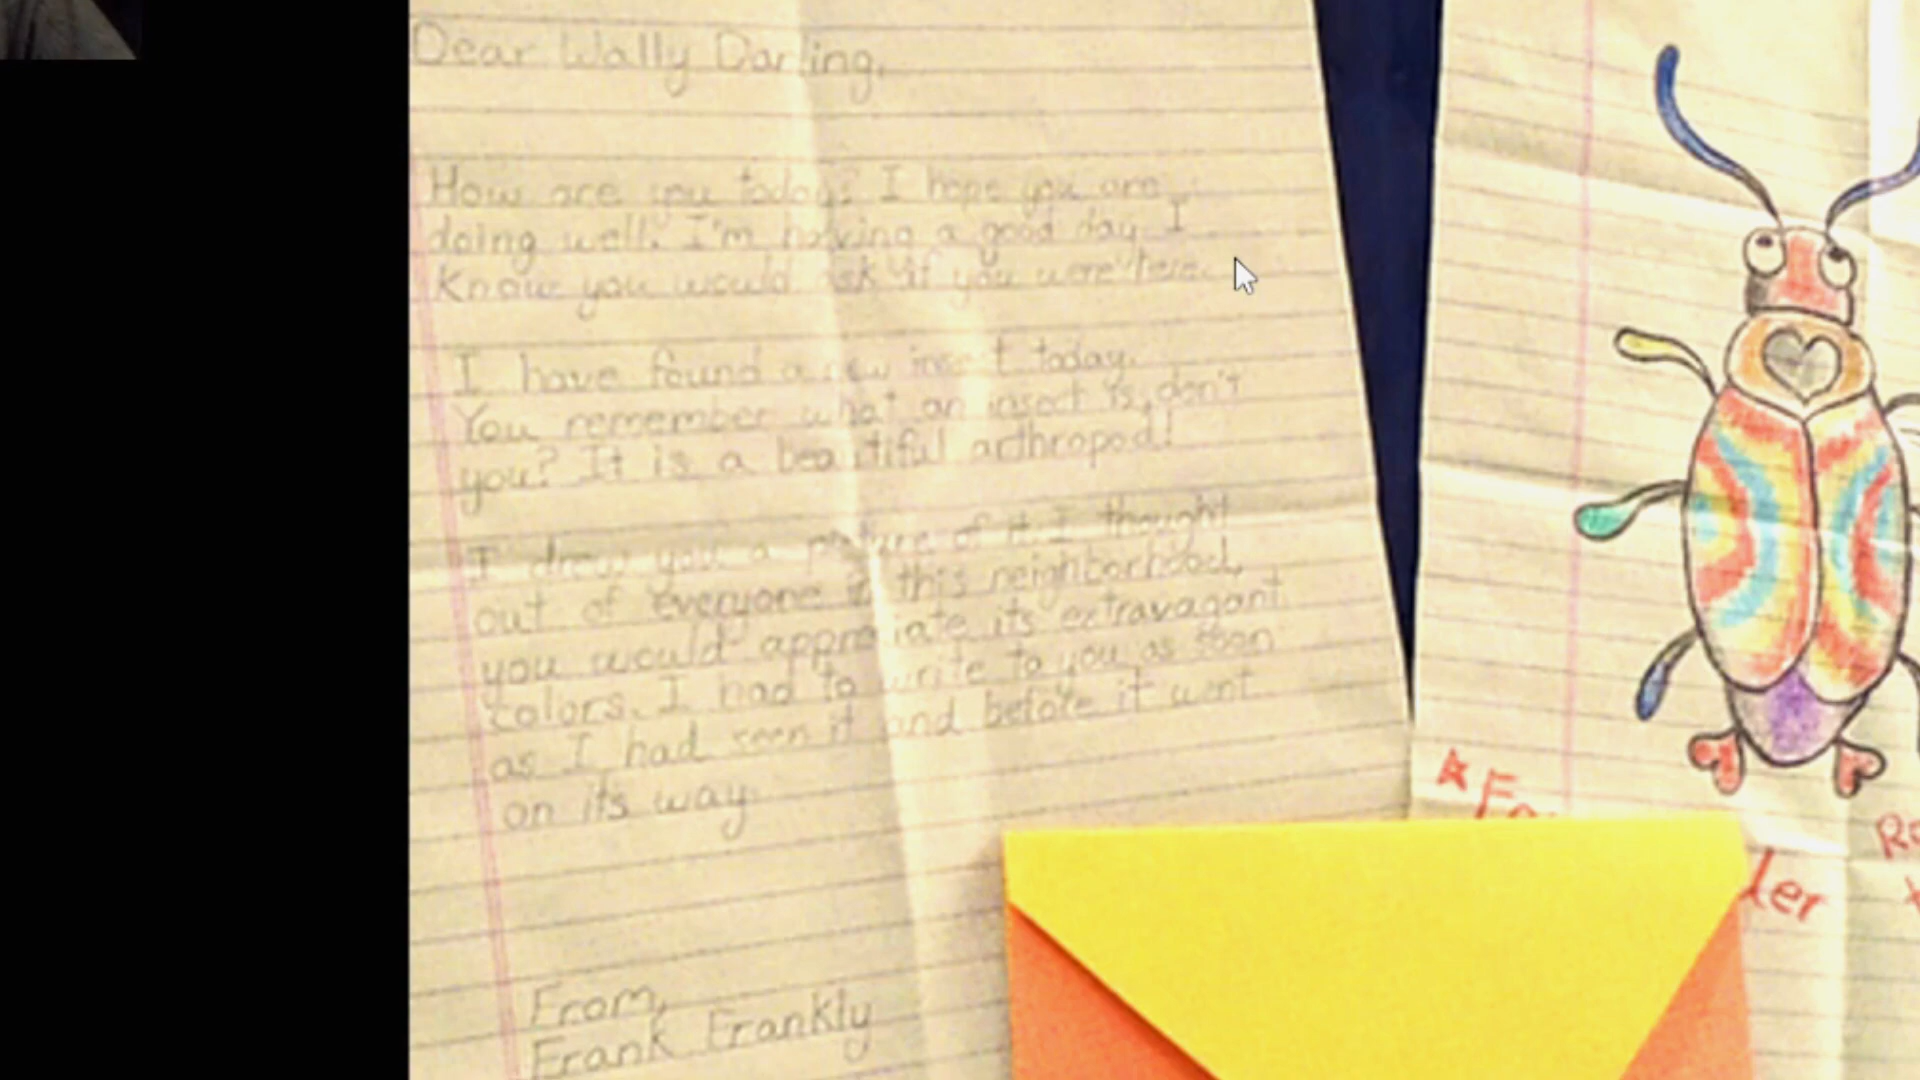 Dear Wally Darling,
How are you today? I hope you are
doing well. I'm having a good day. I
know you would ask if you were here.
I have found a new insect today.
You remember what an insect is, don't
you? It is a beautiful arthropod!
I drew you a picture of it. I thought
out of everyone in this neighborhood,
you would appreciate its extravagant
colors. I had to write to you as soon
as I had seen it and before it went
on its way.
From,
Frank Frankly